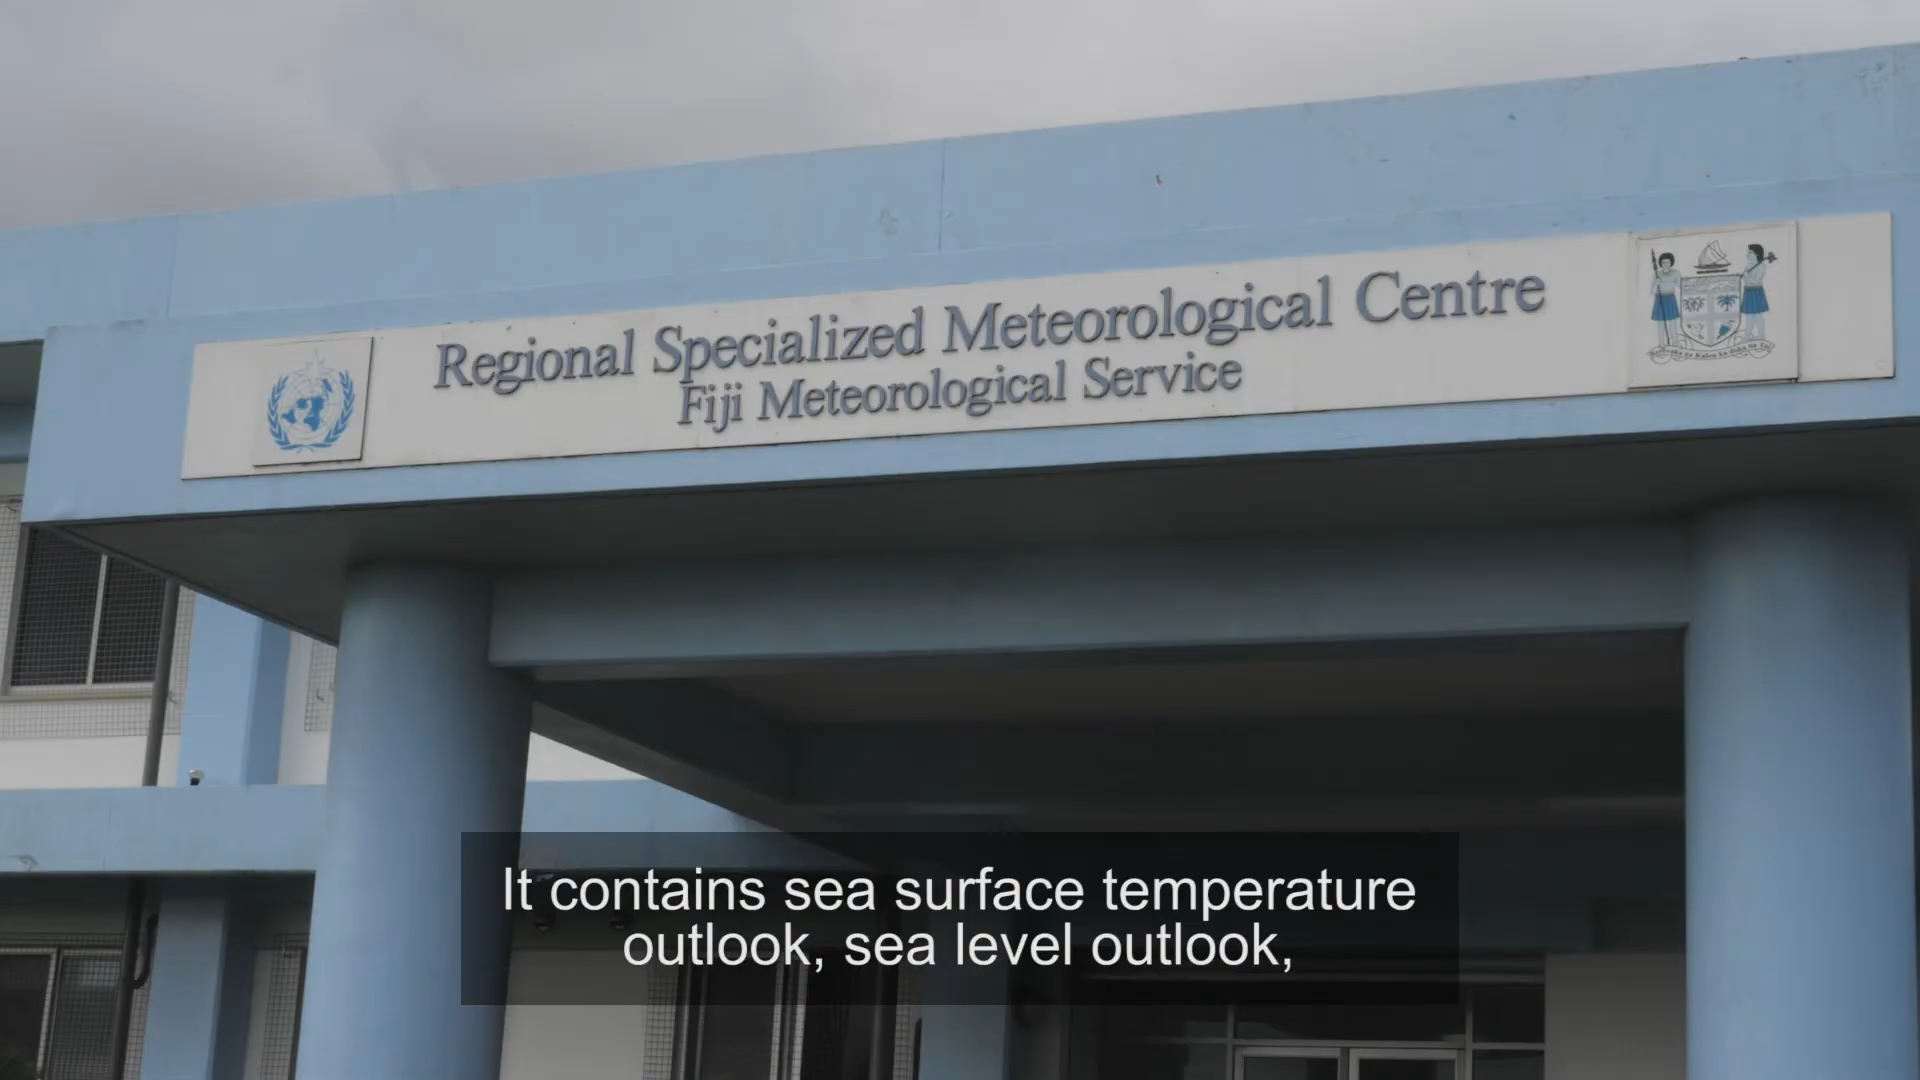 Regional Specialized Meteorological Centre
Fiji Meteorological Service
It contains sea surface temperature
outlook, sea level outlook,